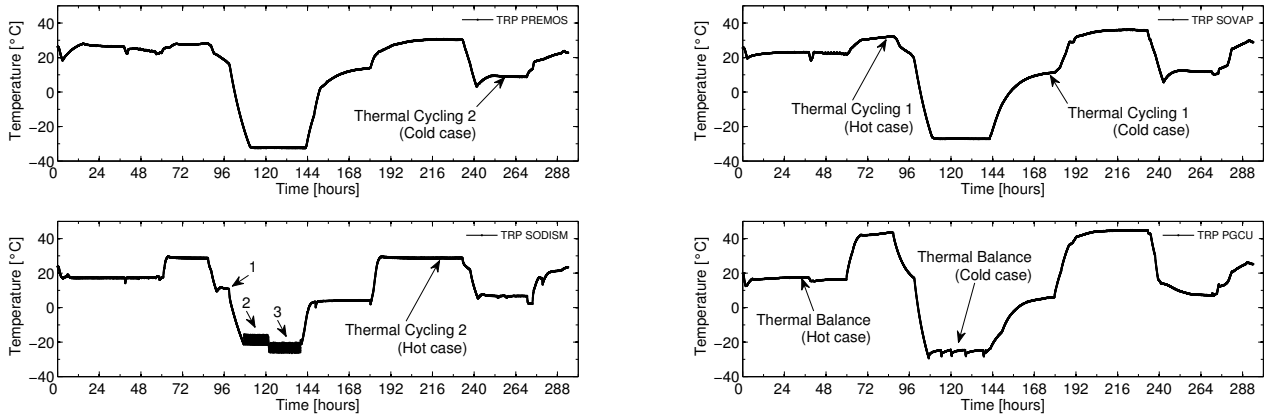 TRP PREMOS
Temperature [°C]
40
20
0
−20
−40
Thermal Cycling 2
(Cold case)
0 24 48 72 96 120 144 168 192 216 240 264 288
Time [hours]
TRP SOVAP
Temperature [°C]
40
20
0
−20
−40
Thermal Cycling 1
(Hot case)
Thermal Cycling 1
(Cold case)
0 24 48 72 96 120 144 168 192 216 240 264 288
Time [hours]
TRP SODISM
Temperature [°C]
40
20
0
−20
−40
1
2
3
Thermal Cycling 2
(Hot case)
0 24 48 72 96 120 144 168 192 216 240 264 288
Time [hours]
TRP PGCU
Temperature [°C]
40
20
0
−20
−40
Thermal Balance
(Cold case)
Thermal Balance
(Hot case)
0 24 48 72 96 120 144 168 192 216 240 264 288
Time [hours]